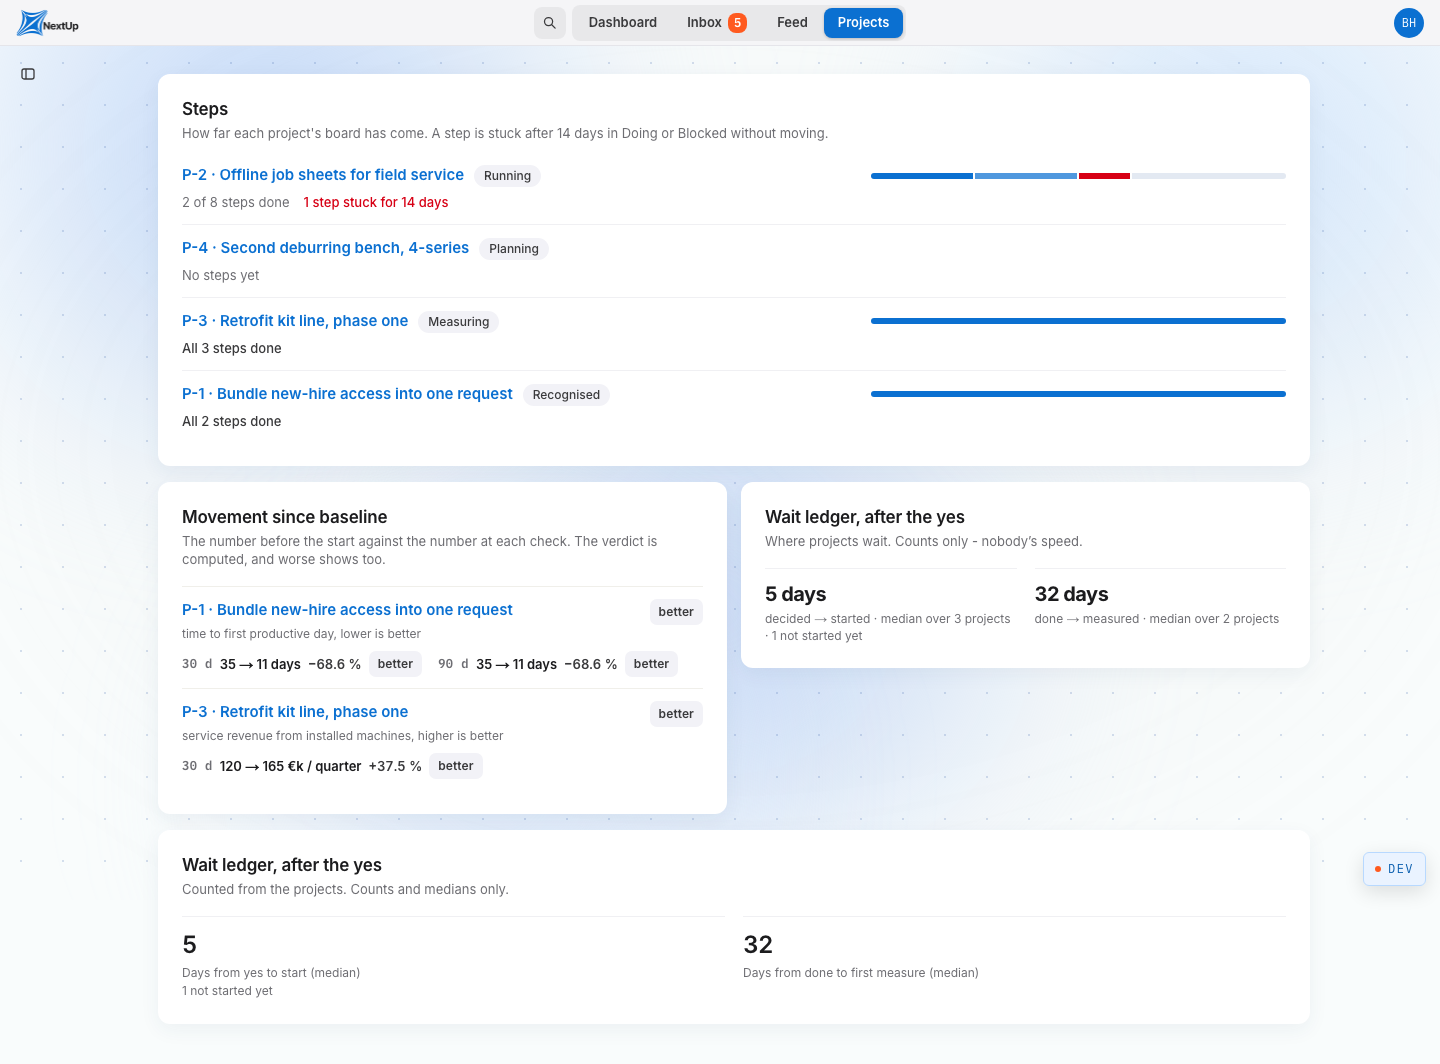 NextUp
Dashboard
Inbox 5
Feed
Projects
BH
Steps
How far each project's board has come. A step is stuck after 14 days in Doing or Blocked without moving.
P-2 · Offline job sheets for field service Running
2 of 8 steps done 1 step stuck for 14 days
P-4 · Second deburring bench, 4-series Planning
No steps yet
P-3 · Retrofit kit line, phase one Measuring
All 3 steps done
P-1 · Bundle new-hire access into one request Recognised
All 2 steps done
Movement since baseline
The number before the start against the number at each check. The verdict is
computed, and worse shows too.
P-1 · Bundle new-hire access into one request better
time to first productive day, lower is better
30 d 35 → 11 days −68.6 % better 90 d 35 → 11 days −68.6 % better
P-3 · Retrofit kit line, phase one better
service revenue from installed machines, higher is better
30 d 120 → 165 €k / quarter +37.5 % better
Wait ledger, after the yes
Where projects wait. Counts only - nobody’s speed.
5 days
decided → started · median over 3 projects
· 1 not started yet
32 days
done → measured · median over 2 projects
Wait ledger, after the yes
Counted from the projects. Counts and medians only.
5
Days from yes to start (median)
1 not started yet
32
Days from done to first measure (median)
DEV